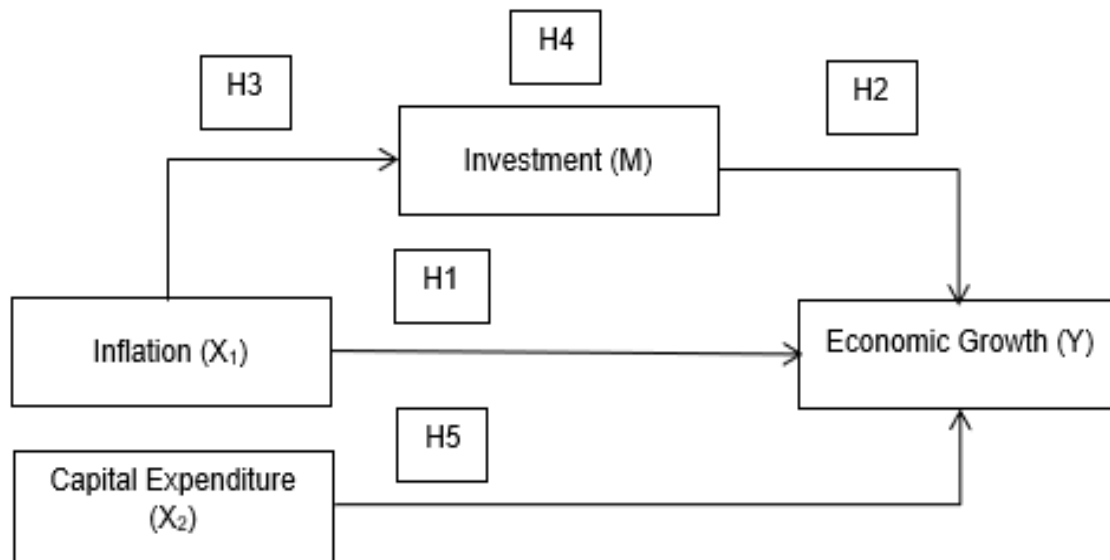 H4
H3
H2
Investment (M)
H1
Inflation (X₁)
Economic Growth (Y)
H5
Capital Expenditure
(X₂)